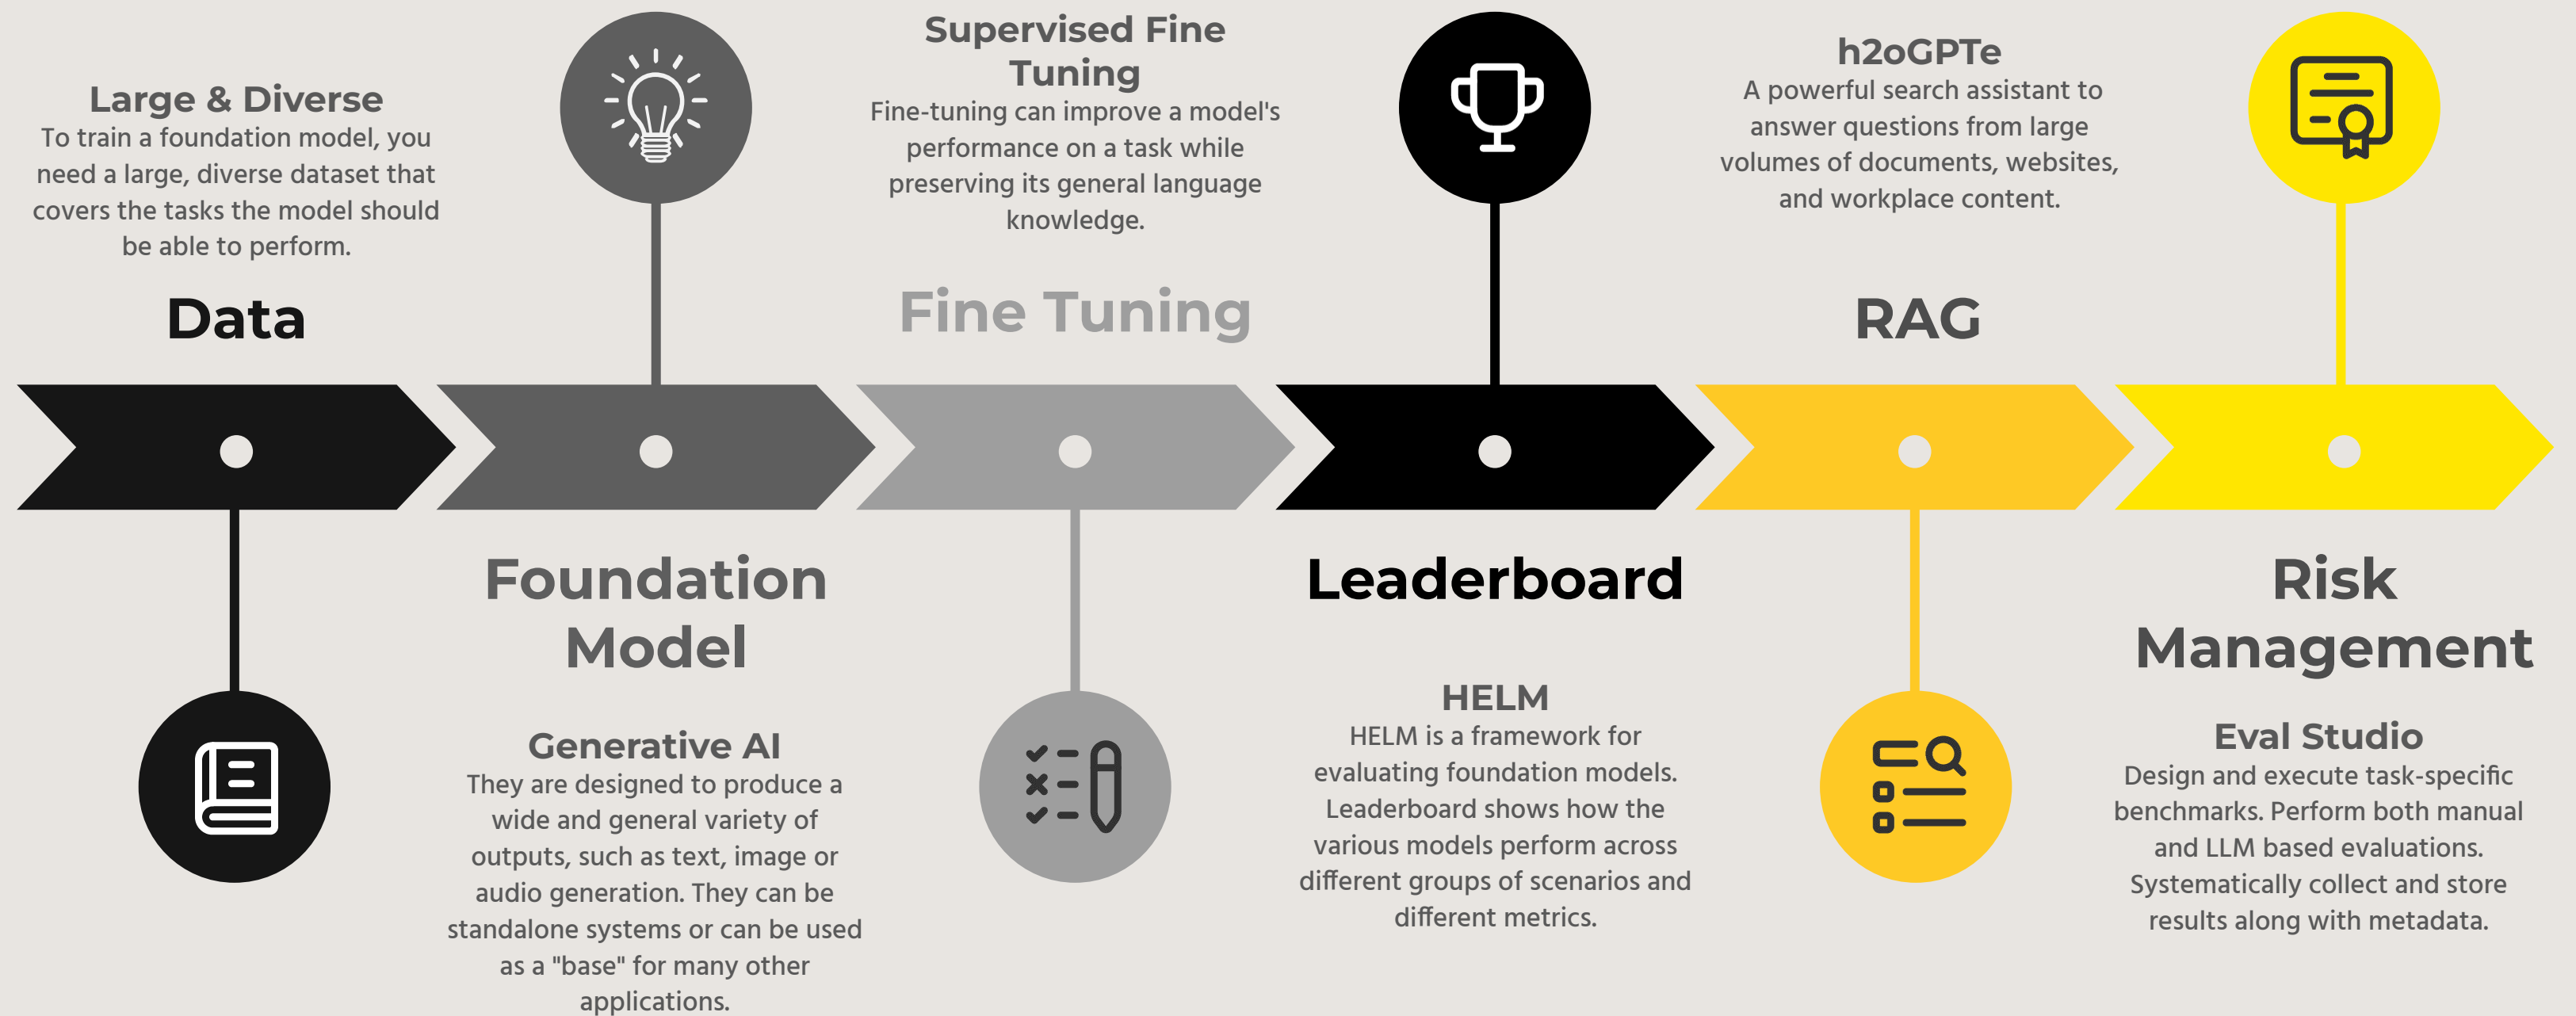 Large & Diverse
To train a foundation model, you
need a large, diverse dataset that
covers the tasks the model should
be able to perform.
Data
Foundation
Model
Generative AI
They are designed to produce a
wide and general variety of
outputs, such as text, image or
audio generation. They can be
standalone systems or can be used
as a "base" for many other
applications.
Supervised Fine
Tuning
Fine-tuning can improve a model's
performance on a task while
preserving its general language
knowledge.
Fine Tuning
Leaderboard
HELM
HELM is a framework for
evaluating foundation models.
Leaderboard shows how the
various models perform across
different groups of scenarios and
different metrics.
h2oGPTe
A powerful search assistant to
answer questions from large
volumes of documents, websites,
and workplace content.
RAG
Risk
Management
Eval Studio
Design and execute task-specific
benchmarks. Perform both manual
and LLM based evaluations.
Systematically collect and store
results along with metadata.